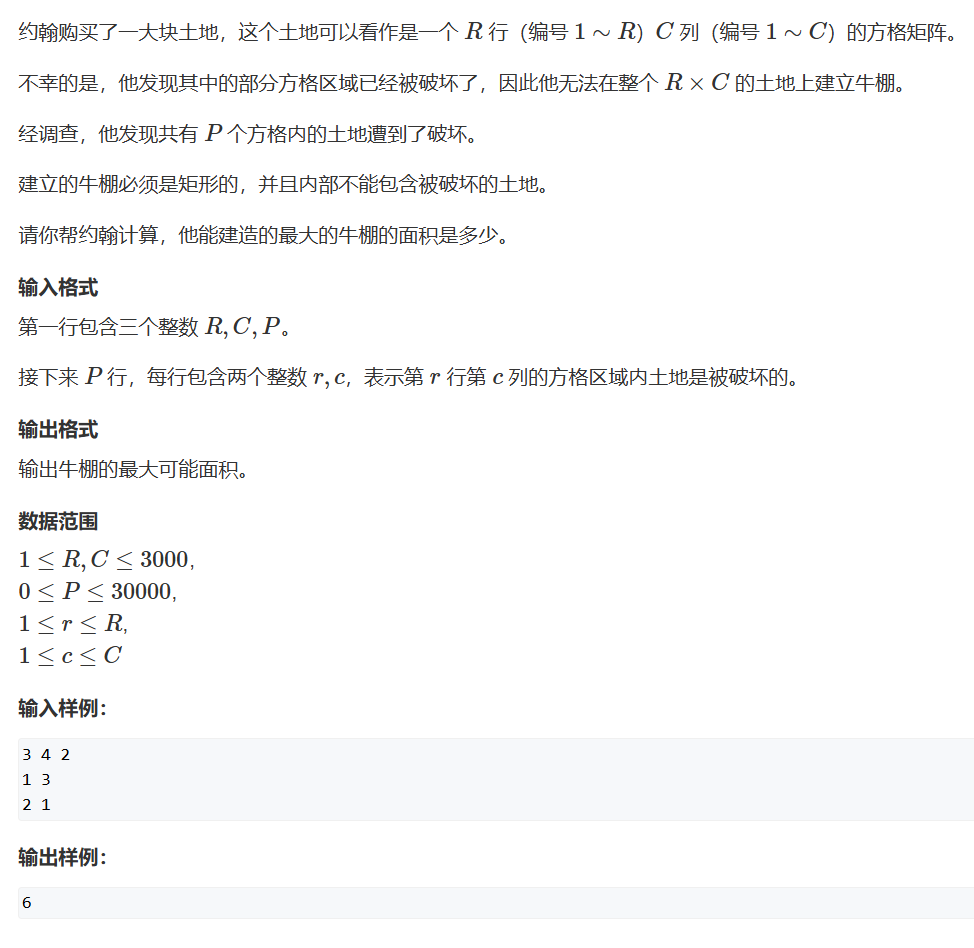 约翰购买了一大块土地，这个土地可以看作是一个 R 行（编号 1 ∼ R）C 列（编号 1 ∼ C）的方格矩阵。
不幸的是，他发现其中的部分方格区域已经被破坏了，因此他无法在整个 R × C 的土地上建立牛棚。
经调查，他发现共有 P 个方格内的土地遭到了破坏。
建立的牛棚必须是矩形的，并且内部不能包含被破坏的土地。
请你帮约翰计算，他能建造的最大的牛棚的面积是多少。
输入格式
第一行包含三个整数 R, C, P。
接下来 P 行，每行包含两个整数 r, c，表示第 r 行第 c 列的方格区域内土地是被破坏的。
输出格式
输出牛棚的最大可能面积。
数据范围
1 ≤ R, C ≤ 3000,
0 ≤ P ≤ 30000,
1 ≤ r ≤ R,
1 ≤ c ≤ C
输入样例：
3 4 2
1 3
2 1
输出样例：
6